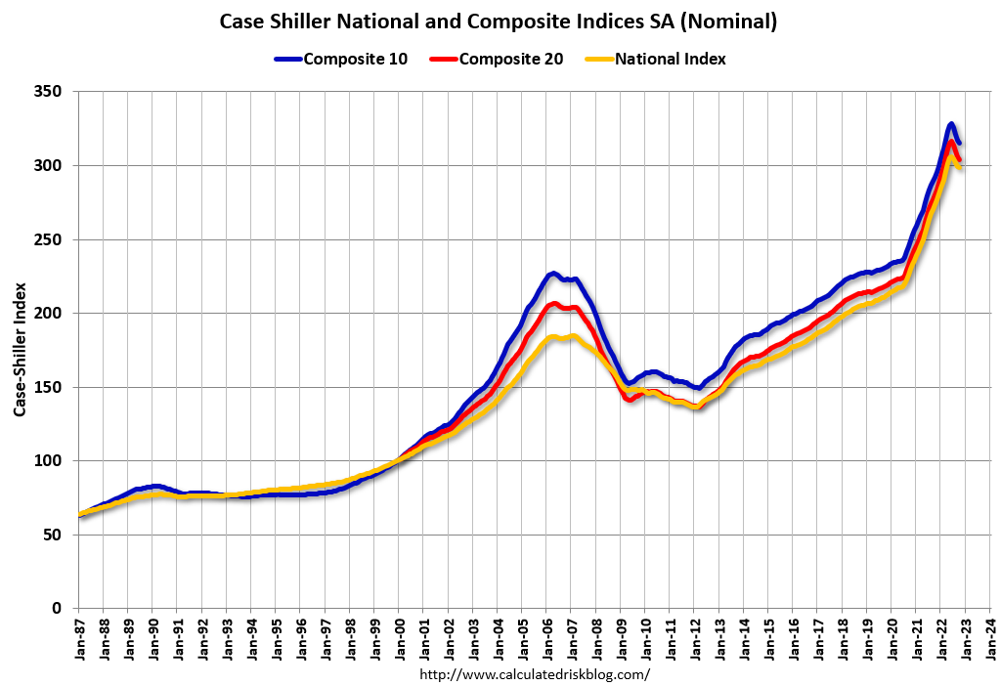 Case Shiller National and Composite Indices SA (Nominal)
Composite 10 Composite 20 National Index
Case-Shiller Index
350
300
250
200
150
100
50
0
Jan-87
Jan-88
Jan-89
Jan-90
Jan-91
Jan-92
Jan-93
Jan-94
Jan-95
Jan-96
Jan-97
Jan-98
Jan-99
Jan-00
Jan-01
Jan-02
Jan-03
Jan-04
Jan-05
Jan-06
Jan-07
Jan-08
Jan-09
Jan-10
Jan-11
Jan-12
Jan-13
Jan-14
Jan-15
Jan-16
Jan-17
Jan-18
Jan-19
Jan-20
Jan-21
Jan-22
Jan-23
Jan-24
http://www.calculatedriskblog.com/